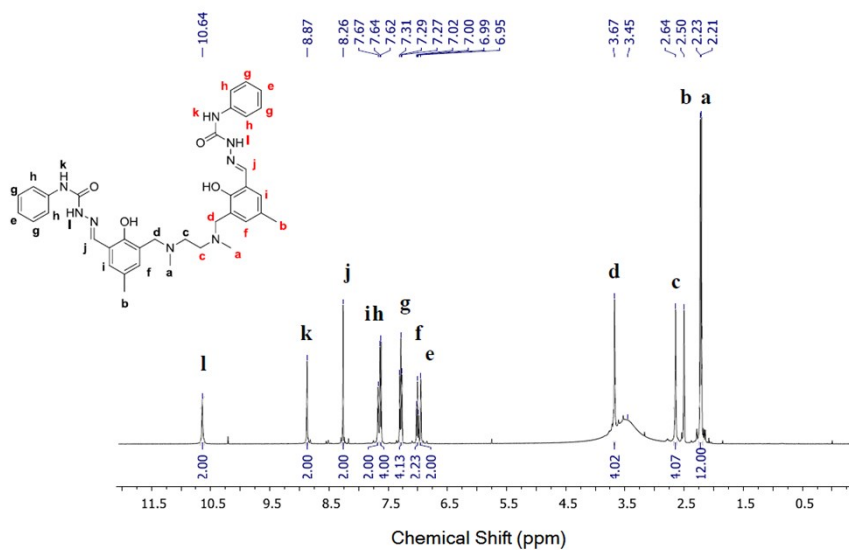 10.64 8.87 8.26 7.67 7.64 7.62 7.31 7.29 7.27 7.02 7.00 6.99 6.95 3.67 3.45 2.64 2.50 2.23 2.21
b a
g
h e
k HN g
h
O NH l
N
j
HO i
d f b
N
c a
c
k
H
h N O
g
e h NH l
g N OH
d c
j N
i f a
b
l k j i h g f e d c
2.00 2.00 2.00 2.00 4.00 4.13 2.23 2.00 4.02 4.07 12.00
11.5 10.5 9.5 8.5 7.5 6.5 5.5 4.5 3.5 2.5 1.5 0.5
Chemical Shift (ppm)